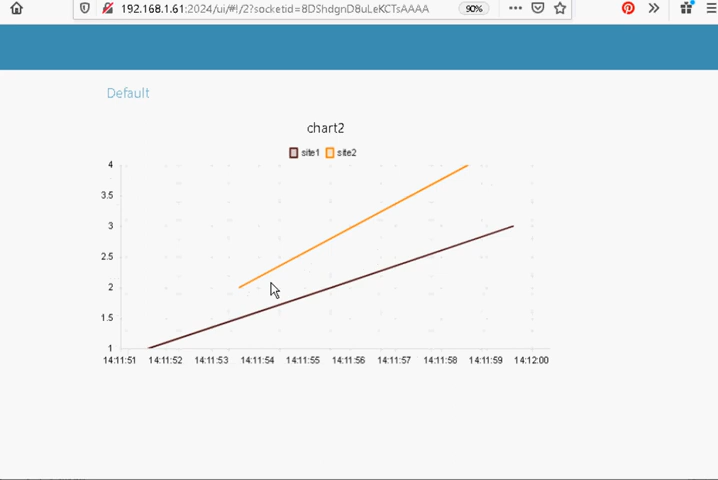 192.168.1.61:2024/ui/#!/2?socketid=8DShdgnD8uLeKCTsAAAA 90%
Default
chart2
site1 site2
4
3.5
3
2.5
2
1.5
1
14:11:51 14:11:52 14:11:53 14:11:54 14:11:55 14:11:56 14:11:57 14:11:58 14:11:59 14:12:00